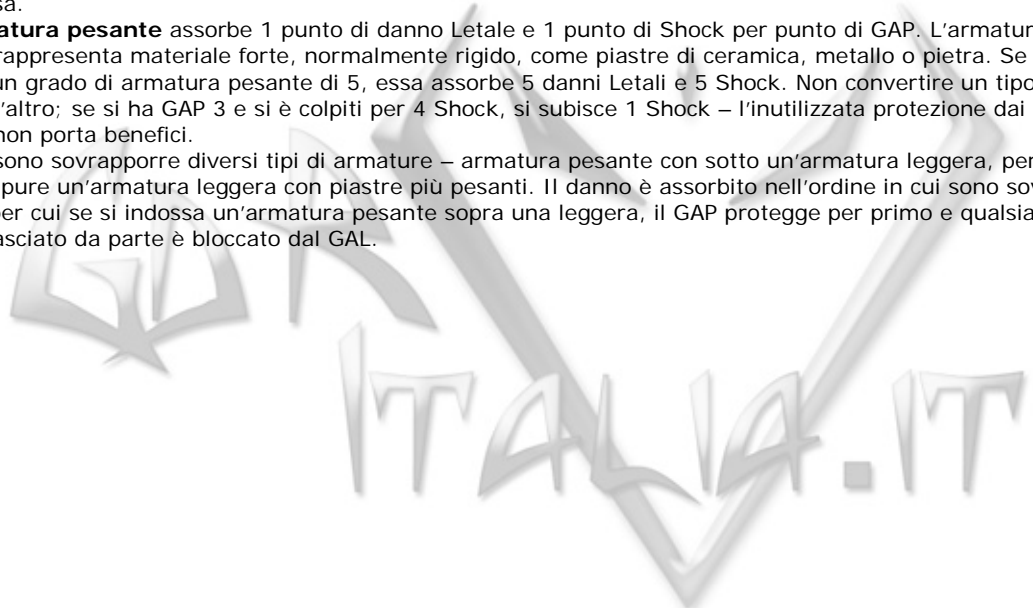 sa.
atura pesante assorbe 1 punto di danno Letale e 1 punto di Shock per punto di GAP. L'armatur
rappresenta materiale forte, normalmente rigido, come piastre di ceramica, metallo o pietra. Se
un grado di armatura pesante di 5, essa assorbe 5 danni Letali e 5 Shock. Non convertire un tipo
l'altro; se si ha GAP 3 e si è colpiti per 4 Shock, si subisce 1 Shock – l'inutilizzata protezione dai
non porta benefici.
sono sovrapporre diversi tipi di armature – armatura pesante con sotto un'armatura leggera, per
pure un'armatura leggera con piastre più pesanti. Il danno è assorbito nell'ordine in cui sono sov
per cui se si indossa un'armatura pesante sopra una leggera, il GAP protegge per primo e qualsia
asciato da parte è bloccato dal GAL.
GDR
ITALIA.IT